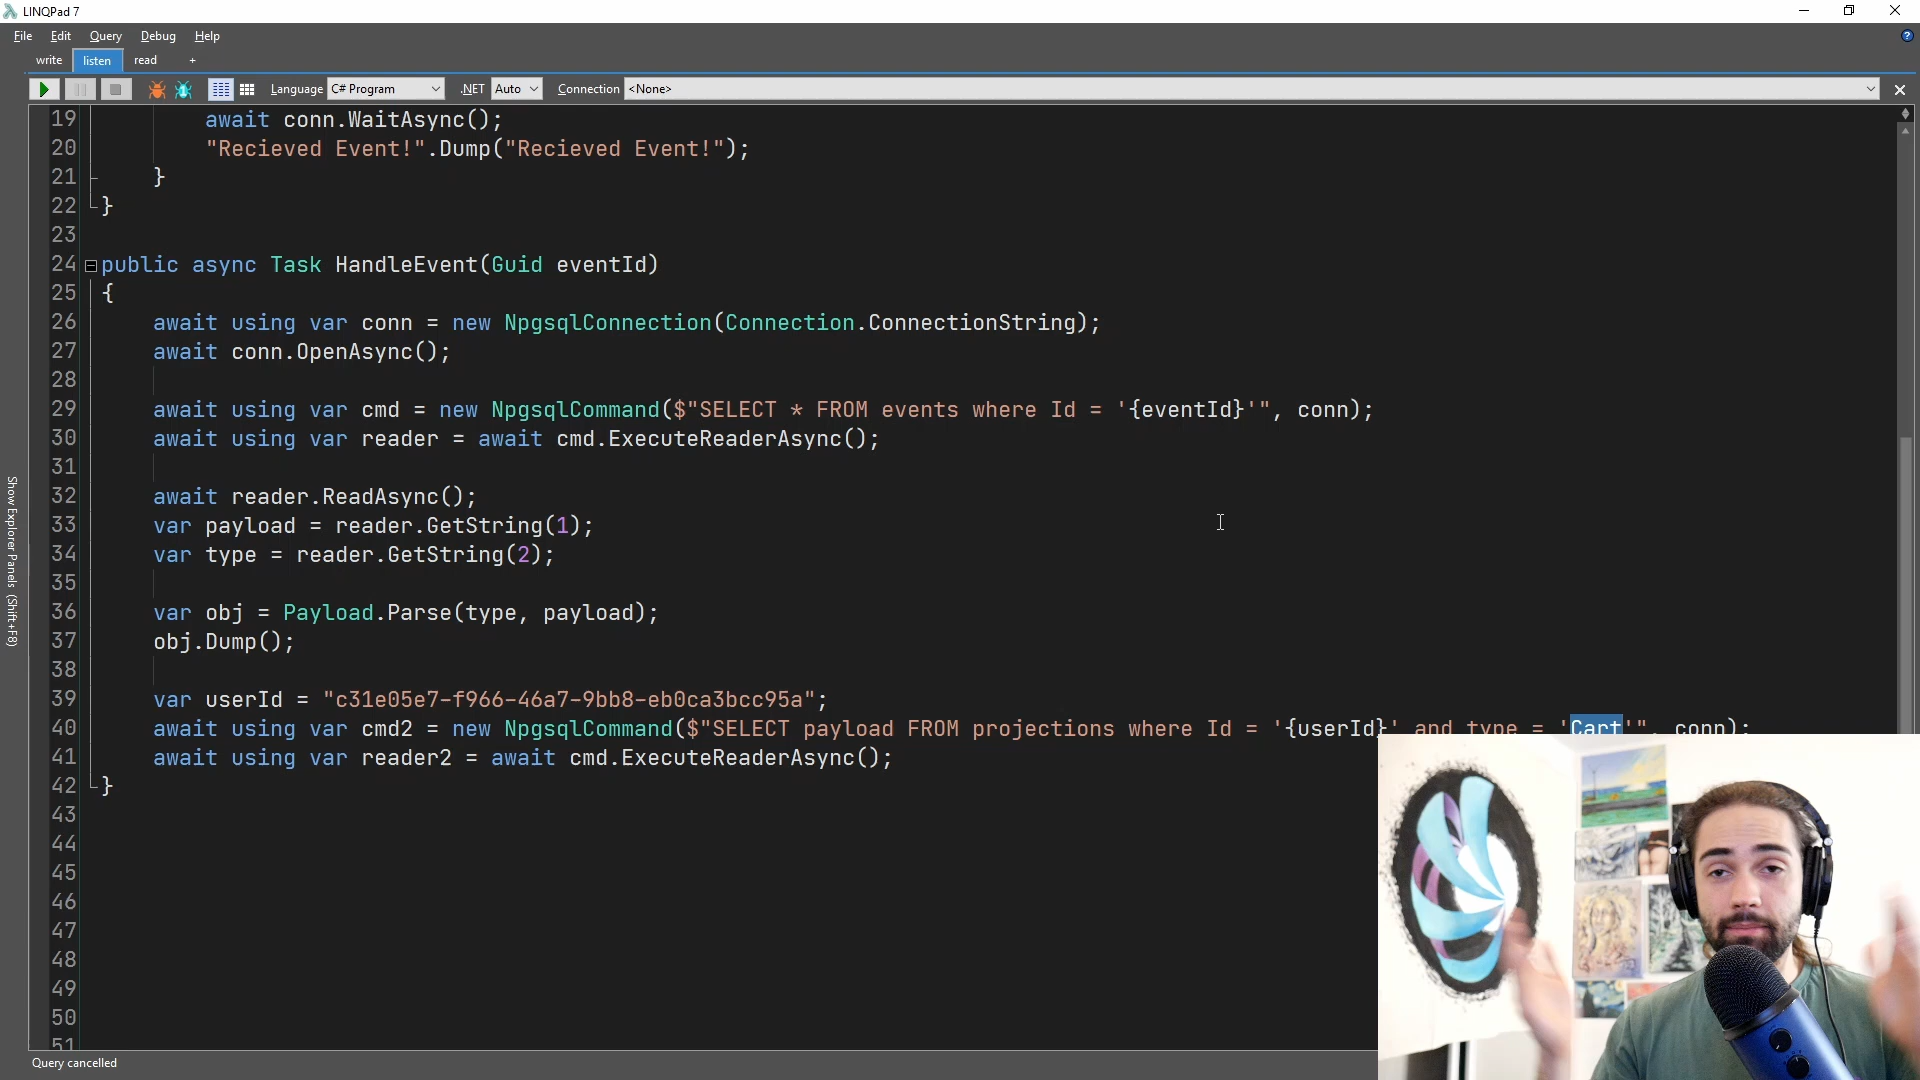 LINQPad 7
File Edit Query Debug Help
write listen read +
Language C# Program .NET Auto Connection <None>
19 await conn.WaitAsync();
20 "Recieved Event!".Dump("Recieved Event!");
21 }
22 }
23
24 public async Task HandleEvent(Guid eventId)
25 {
26 await using var conn = new NpgsqlConnection(Connection.ConnectionString);
27 await conn.OpenAsync();
28
29 await using var cmd = new NpgsqlCommand($"SELECT * FROM events where Id = '{eventId}'", conn);
30 await using var reader = await cmd.ExecuteReaderAsync();
31
32 await reader.ReadAsync();
33 var payload = reader.GetString(1);
34 var type = reader.GetString(2);
35
36 var obj = Payload.Parse(type, payload);
37 obj.Dump();
38
39 var userId = "c31e05e7-f966-46a7-9bb8-eb0ca3bcc95a";
40 await using var cmd2 = new NpgsqlCommand($"SELECT payload FROM projections where Id = '{userId}' and type = 'Cart'", conn);
41 await using var reader2 = await cmd.ExecuteReaderAsync();
42 }
43
44
45
46
47
48
49
50
51
Show Explorer Panels (Shift+F8)
Query cancelled